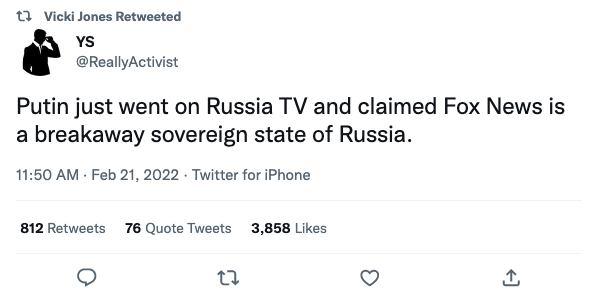 Vicki Jones Retweeted
YS
@ReallyActivist
Putin just went on Russia TV and claimed Fox News is
a breakaway sovereign state of Russia.
11:50 AM · Feb 21, 2022 · Twitter for iPhone
812 Retweets 76 Quote Tweets 3,858 Likes